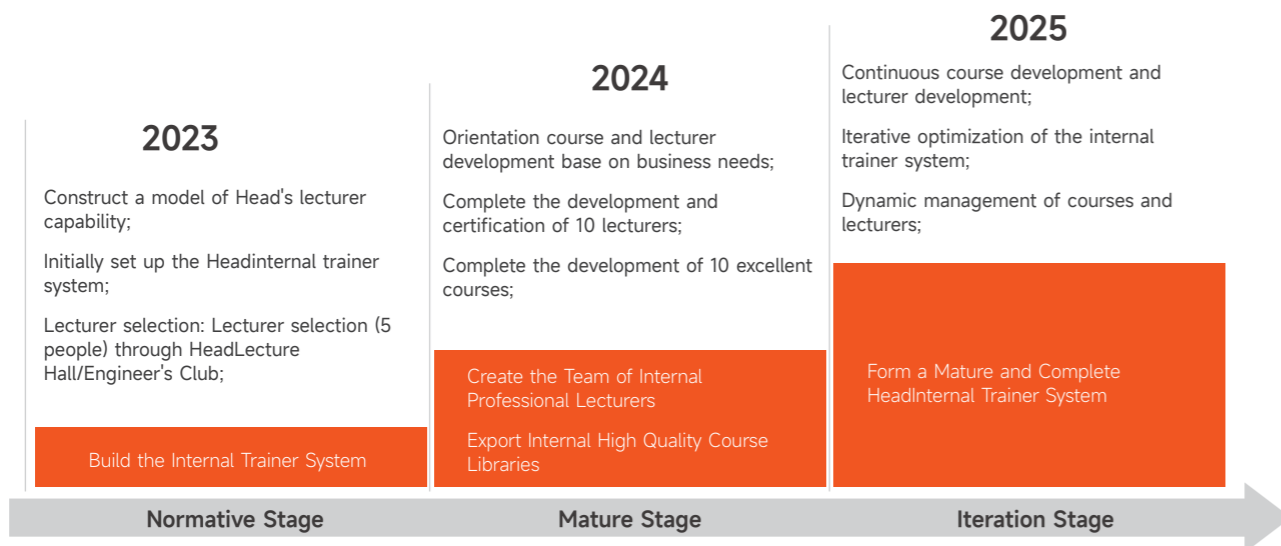 2023
Construct a model of Head's lecturer
capability;
Initially set up the Headinternal trainer
system;
Lecturer selection: Lecturer selection (5
people) through HeadLecture
Hall/Engineer's Club;
Build the Internal Trainer System
Normative Stage
2024
Orientation course and lecturer
development base on business needs;
Complete the development and
certification of 10 lecturers;
Complete the development of 10 excellent
courses;
Create the Team of Internal
Professional Lecturers
Export Internal High Quality Course
Libraries
Mature Stage
2025
Continuous course development and
lecturer development;
Iterative optimization of the internal
trainer system;
Dynamic management of courses and
lecturers;
Form a Mature and Complete
HeadInternal Trainer System
Iteration Stage